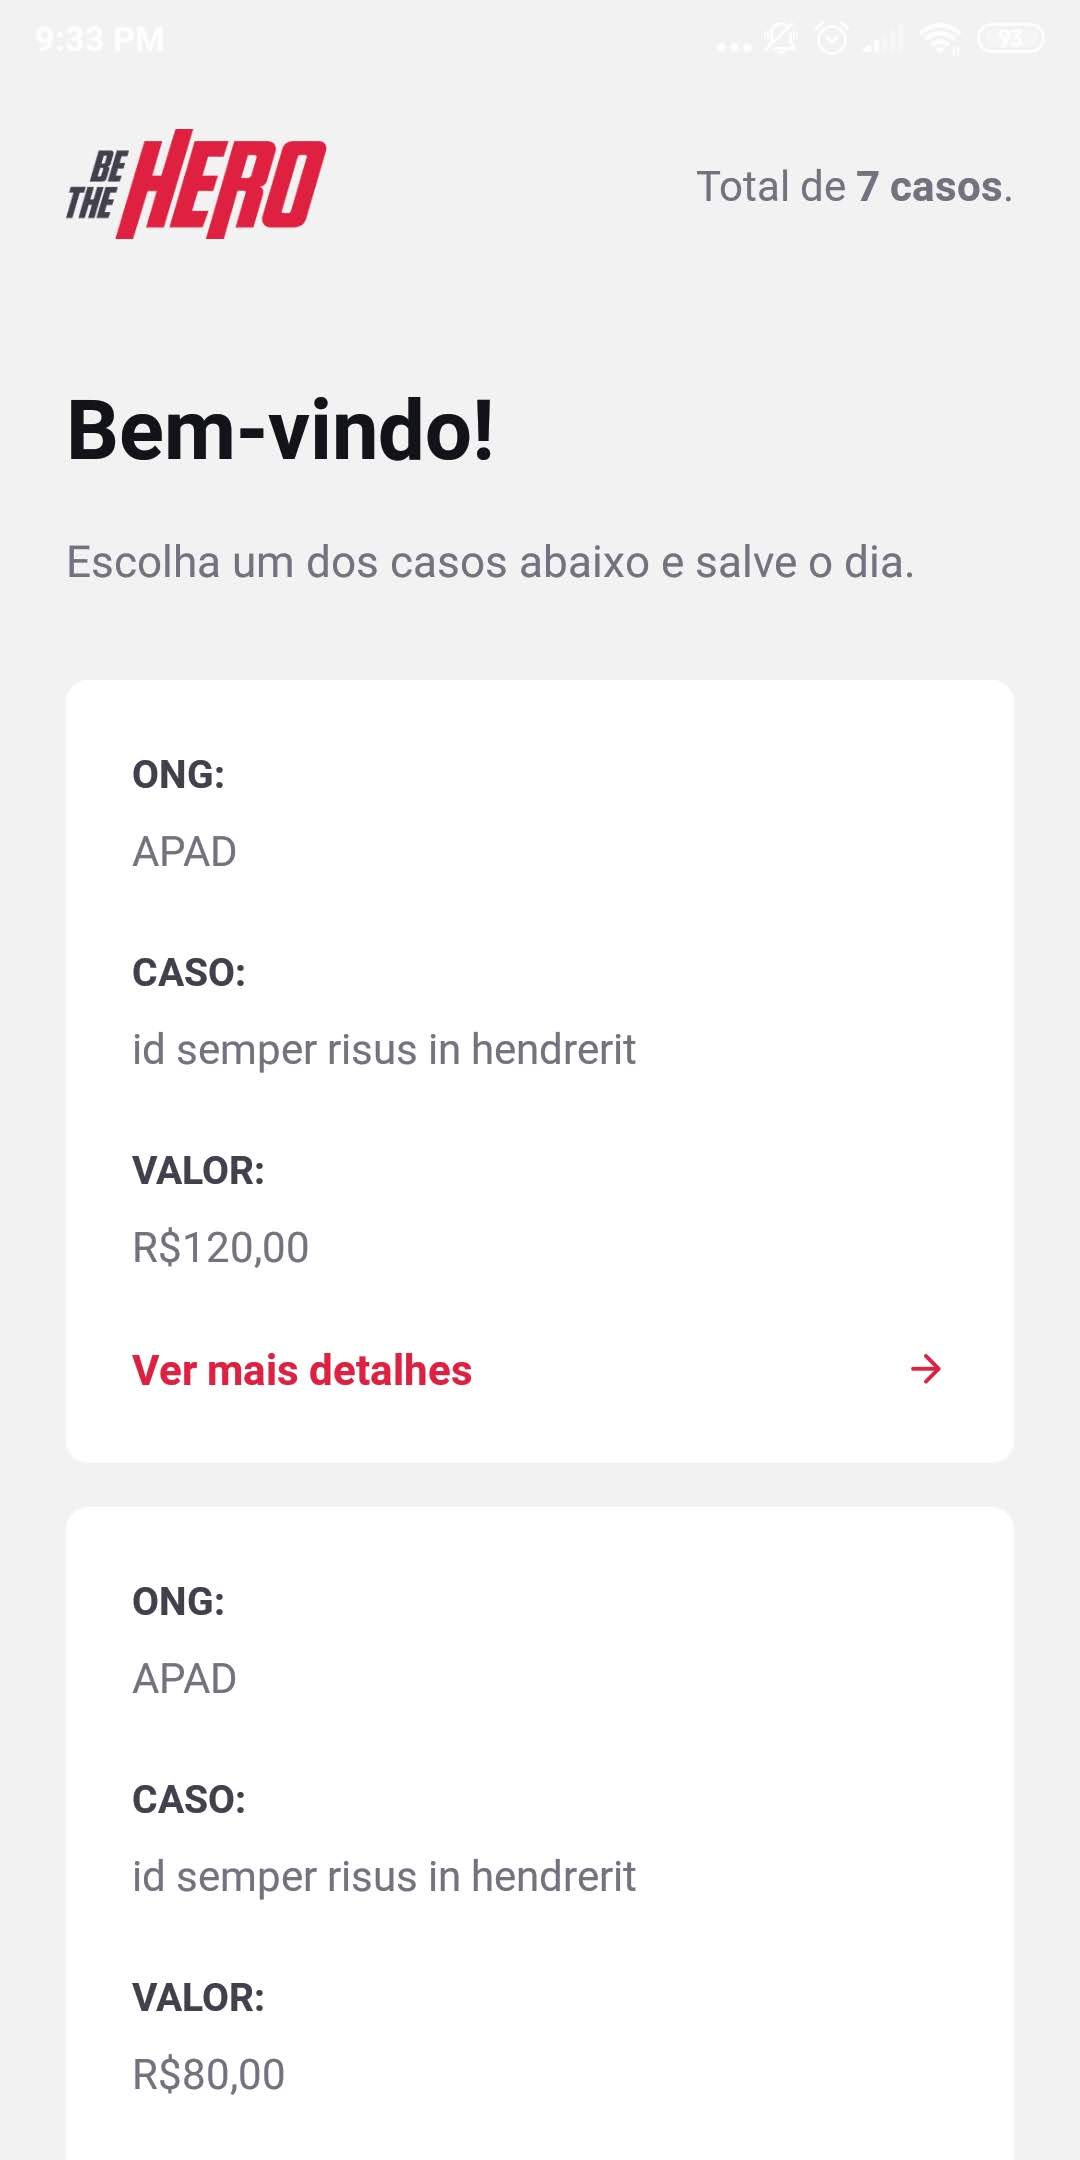 9:33 PM
93
BE THE HERO
Total de 7 casos.
Bem-vindo!
Escolha um dos casos abaixo e salve o dia.
ONG:
APAD
CASO:
id semper risus in hendrerit
VALOR:
R$120,00
Ver mais detalhes
ONG:
APAD
CASO:
id semper risus in hendrerit
VALOR:
R$80,00